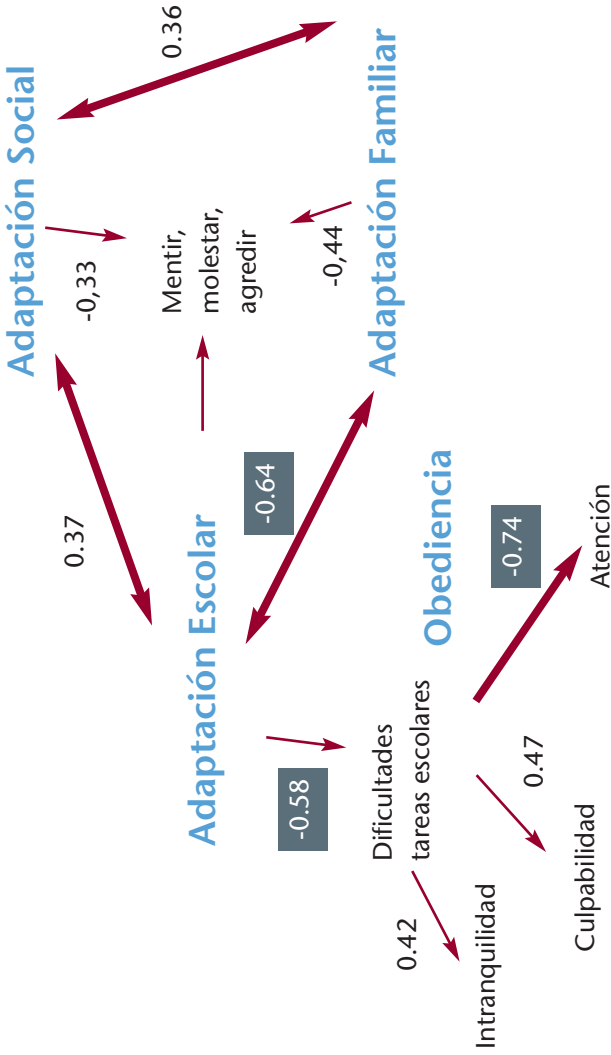 Adaptación Social
0.37
0.36
-0,33
Mentir,
molestar,
agredir
Adaptación Escolar
-0.64
-0,44
Adaptación Familiar
-0.58
Dificultades
tareas escolares
Obediencia
0.42
-0.74
0.47
Intranquilidad
Culpabilidad
Atención